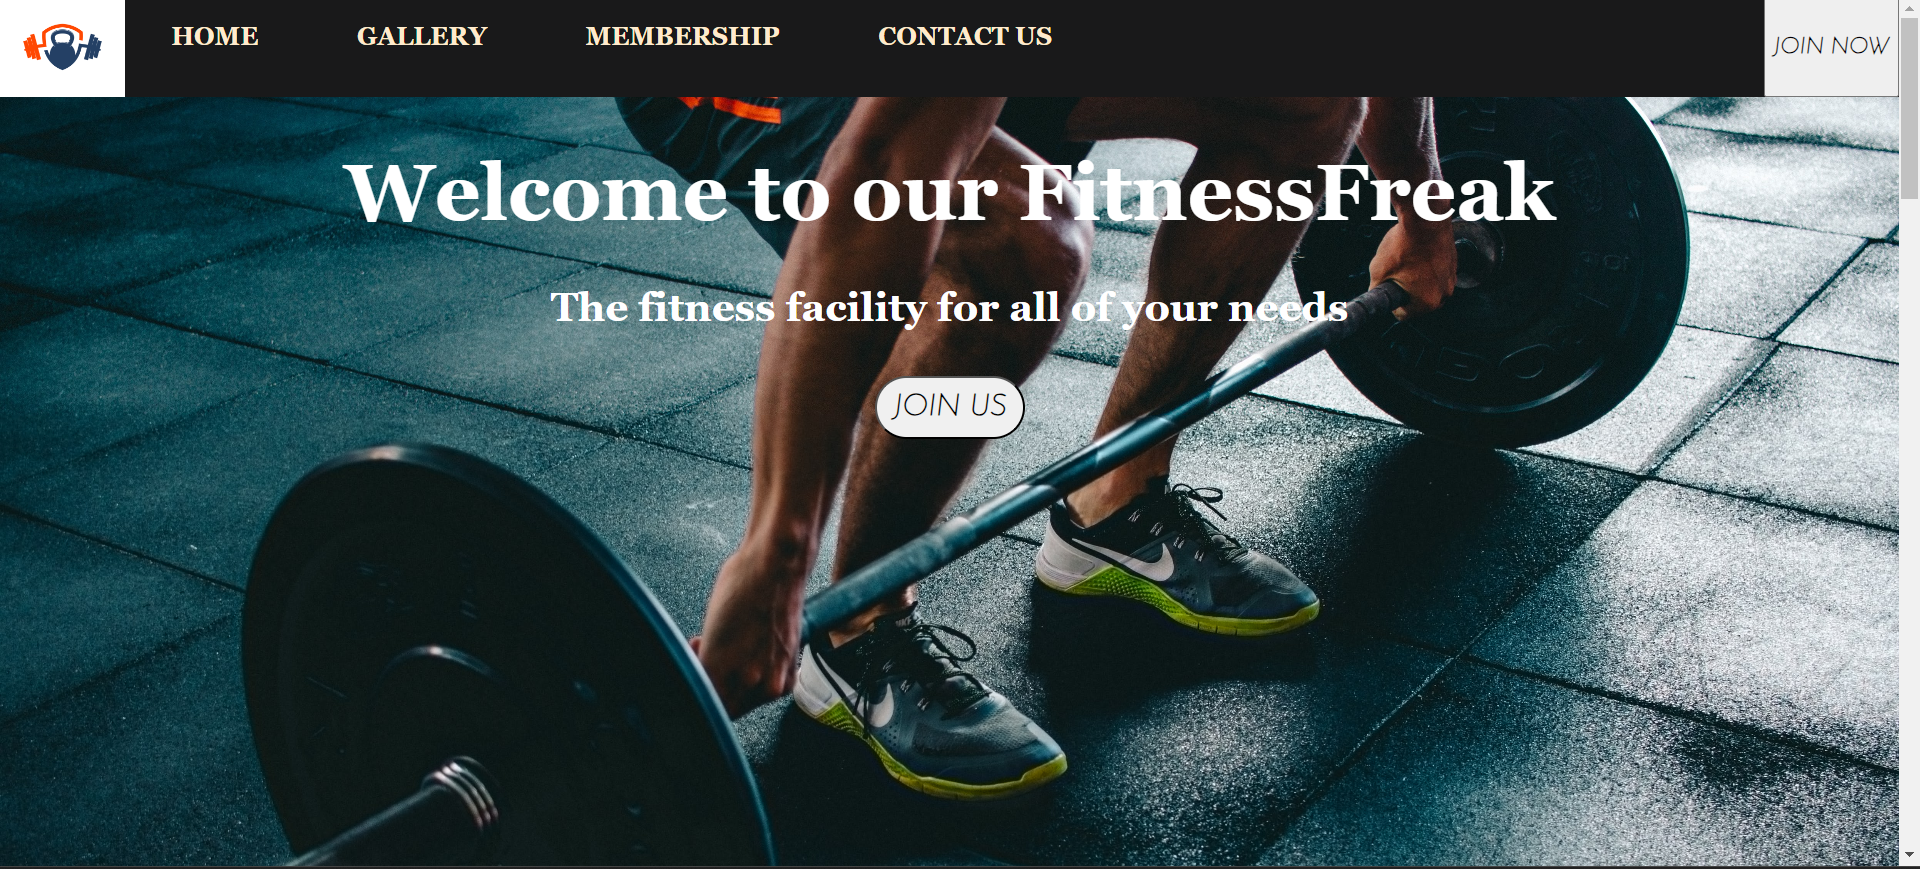 HOME GALLERY MEMBERSHIP CONTACT US JOIN NOW
Welcome to our FitnessFreak
The fitness facility for all of your needs
JOIN US